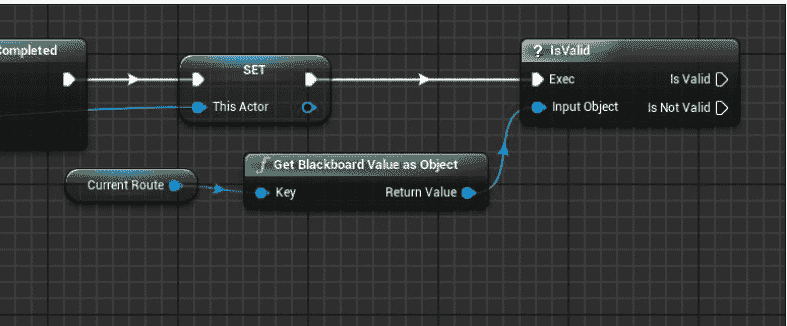 Completed
SET
This Actor
? IsValid
Exec
Is Valid
Input Object
Is Not Valid
Current Route
f Get Blackboard Value as Object
Key
Return Value